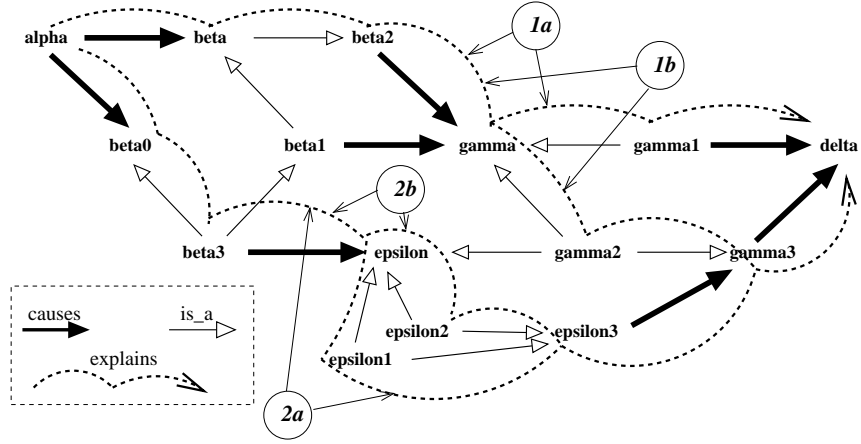 1a
alpha beta beta2
1b
beta0 beta1 gamma gamma1 delta
2b
beta3 epsilon gamma2 gamma3
causes is_a
epsilon2 epsilon3
explains epsilon1
2a